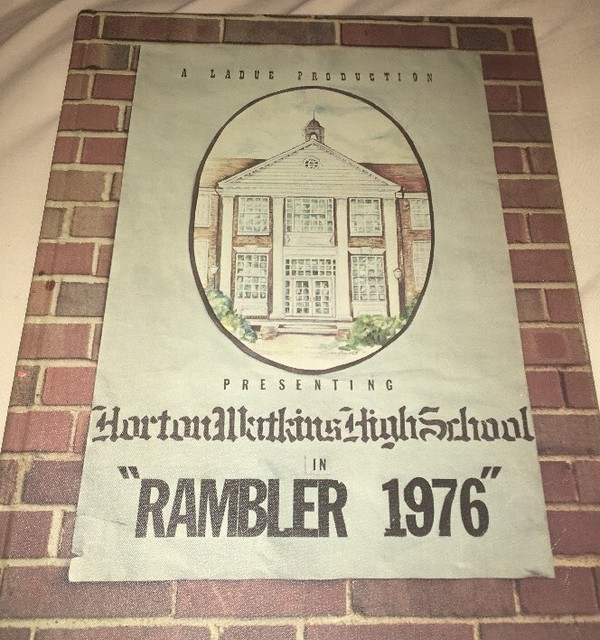 A LADUE PRODUCTION
PRESENTING
Horton Watkins High School
IN
"RAMBLER 1976"